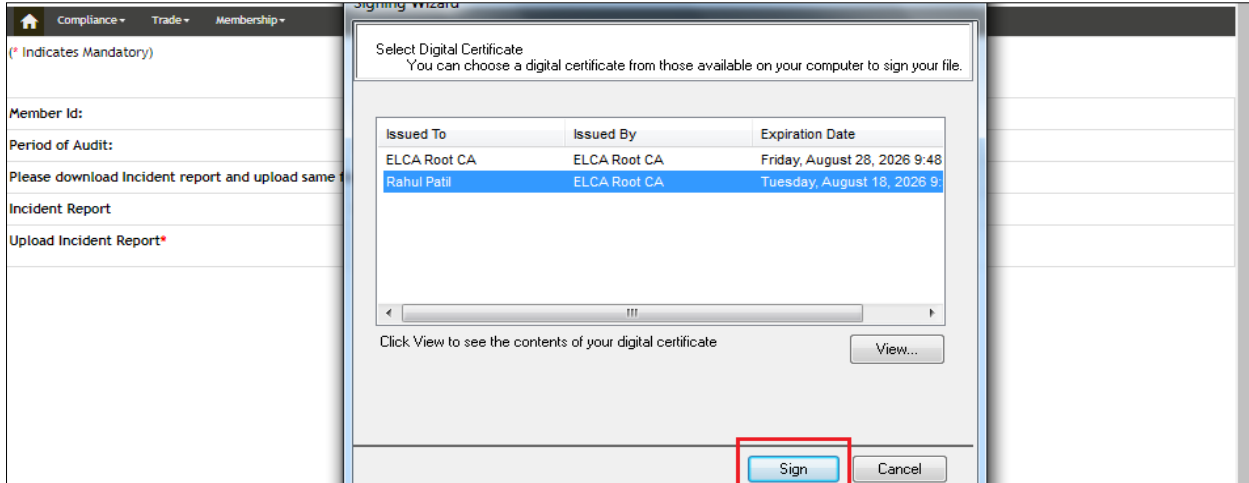 Compliance Trade Membership
(* Indicates Mandatory)
Member Id:
Period of Audit:
Please download Incident report and upload same f
Incident Report
Upload Incident Report*
Signing Wizard
Select Digital Certificate
You can choose a digital certificate from those available on your computer to sign your file.
Issued To Issued By Expiration Date
ELCA Root CA ELCA Root CA Friday, August 28, 2026 9:48
Rahul Patil ELCA Root CA Tuesday, August 18, 2026 9:
Click View to see the contents of your digital certificate
View...
Sign Cancel